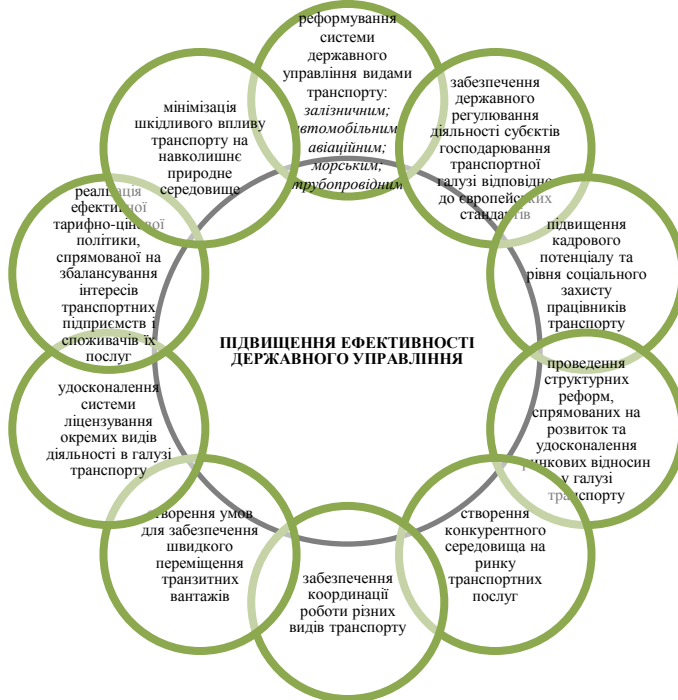 реформування
системи
державного
управління видами
транспорту:
залізничним;
автомобільним
авіаційним;
морським;
трубопровідним
забезпечення
державного
регулювання
діяльності субєктів
господарювання
транспортної
галузі відповідно
до європейських
стандартів
підвищення
кадрового
потенціалу та
рівня соціального
захисту
працівників
транспорту
проведення
структурних
реформ,
спрямованих на
розвиток та
удосконалення
ринкових відносин
у галузі
транспорту
створення
конкурентного
середовища на
ринку
транспортних
послуг
забезпечення
координації
роботи різних
видів транспорту
створення умов
для забезпечення
швидкого
переміщення
транзитних
вантажів
удосконалення
системи
ліцензування
окремих видів
діяльності в галузі
транспорту
реалізація
ефективної
тарифно-цінової
політики,
спрямованої на
збалансування
інтересів
транспортних
підприємств і
споживачів їх
послуг
мінімізація
шкідливого впливу
транспорту на
навколишнє
природне
середовище
ПІДВИЩЕННЯ ЕФЕКТИВНОСТІ
ДЕРЖАВНОГО УПРАВЛІННЯ